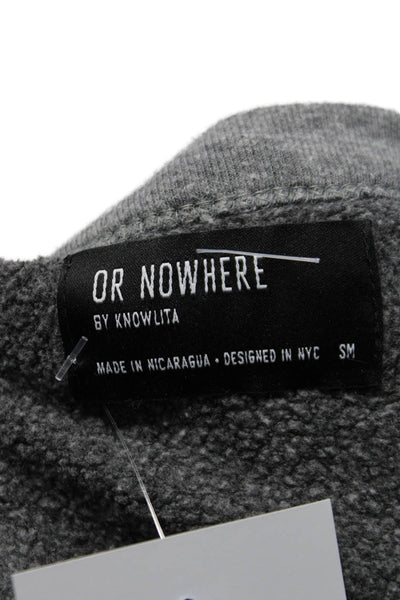 OR NOWHERE
BY KNOWLITA
MADE IN NICARAGUA • DESIGNED IN NYC SM